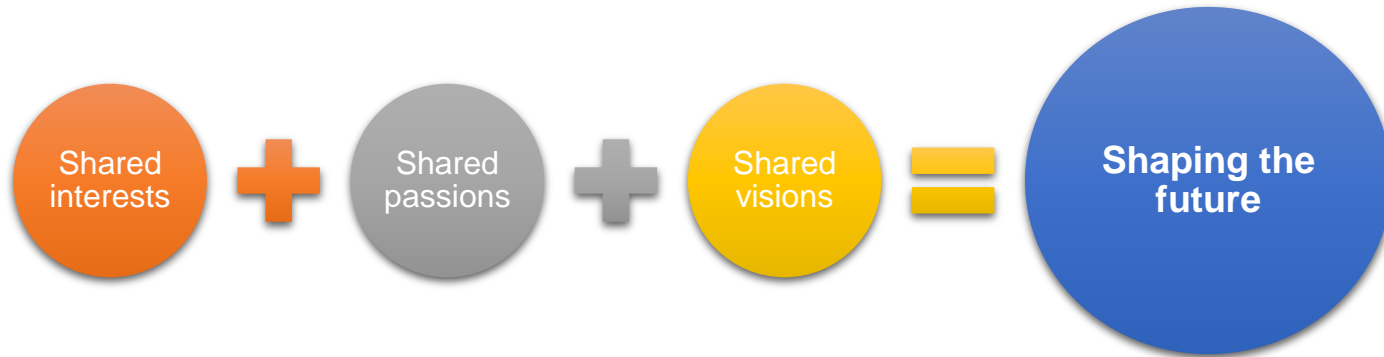 Shared
interests
Shared
passions
Shared
visions
Shaping the
future